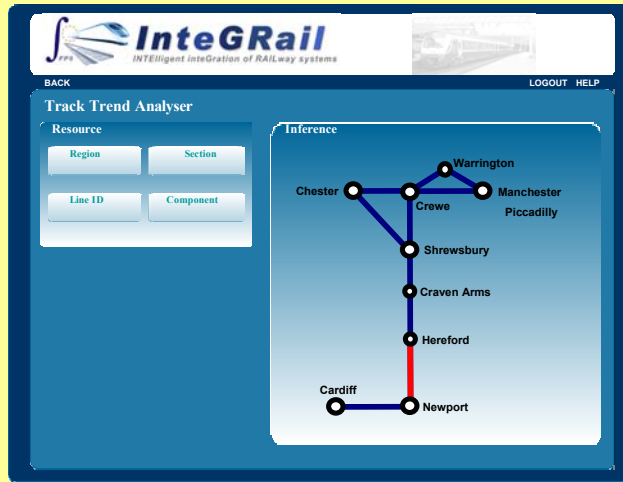 FP6
InteGRail
INTElligent inteGration of RAILway systems
BACK
LOGOUT HELP
Track Trend Analyser
Resource
Region
Section
Line ID
Component
Inference
Warrington
Chester
Manchester
Piccadilly
Crewe
Shrewsbury
Craven Arms
Hereford
Cardiff
Newport